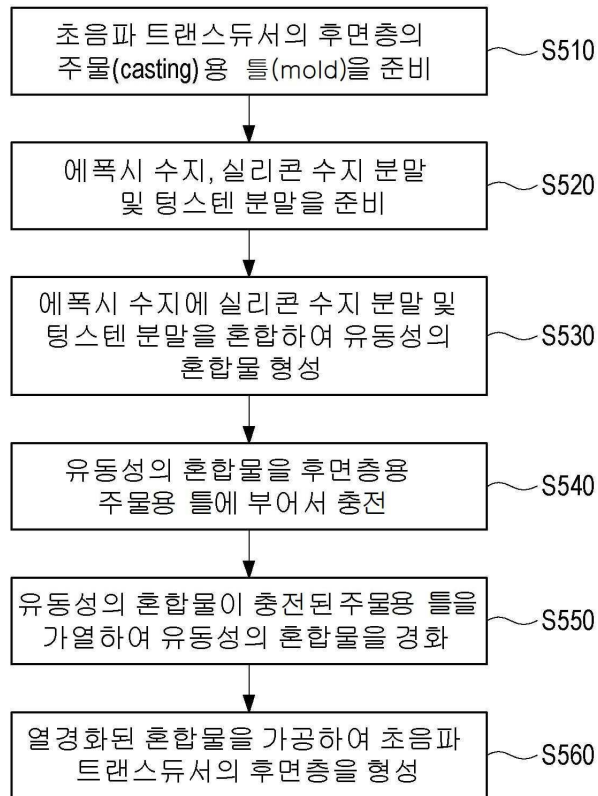 초음파 트랜스듀서의 후면층의
주물(casting)용 틀(mold)을 준비
S510
에폭시 수지, 실리콘 수지 분말
및 텅스텐 분말을 준비
S520
에폭시 수지에 실리콘 수지 분말 및
텅스텐 분말을 혼합하여 유동성의
혼합물 형성
S530
유동성의 혼합물을 후면층용
주물용 틀에 부어서 충전
S540
유동성의 혼합물이 충전된 주물용 틀을
가열하여 유동성의 혼합물을 경화
S550
열경화된 혼합물을 가공하여 초음파
트랜스듀서의 후면층을 형성
S560